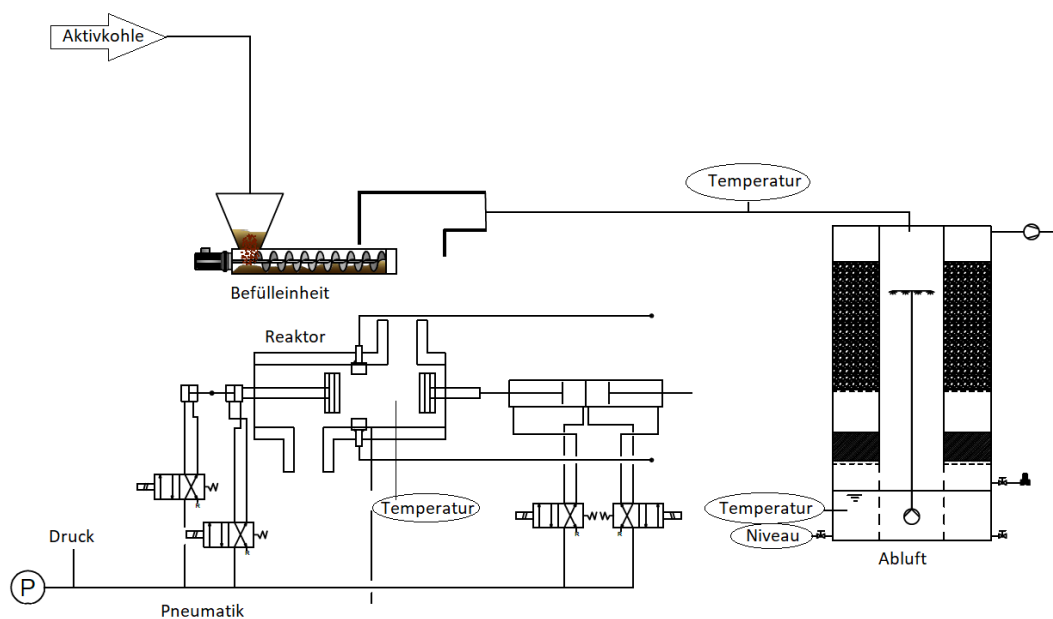 Aktivkohle
Temperatur
Befülleinheit
Reaktor
Temperatur
Temperatur
Niveau
Abluft
Druck
P
Pneumatik